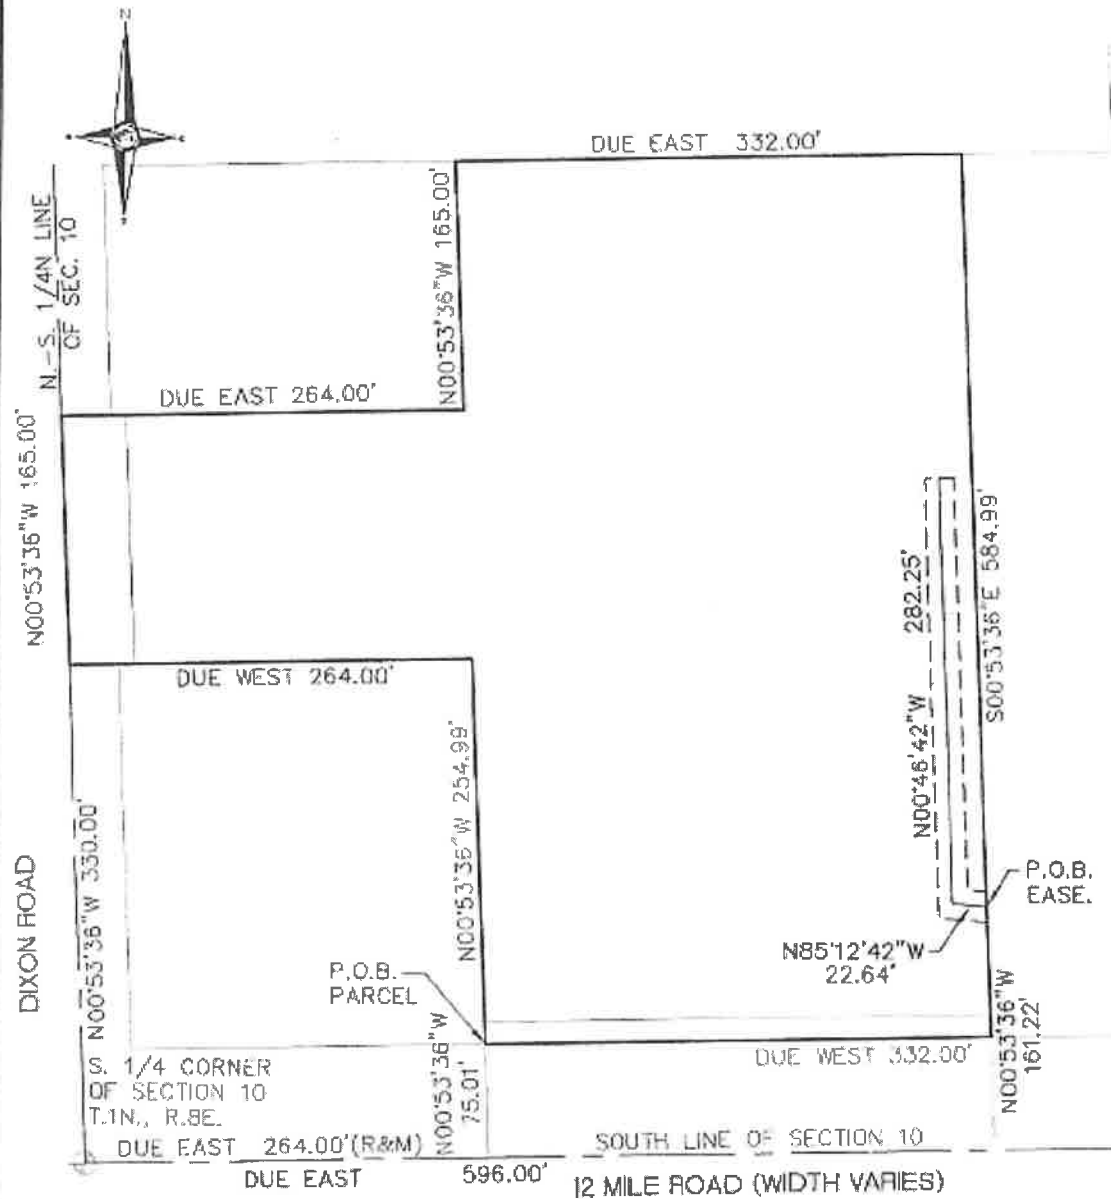 N
DUE EAST 332.00'
N.-S. 1/4N LINE
OF SEC. 10
N00°53'36"W 165.00'
DUE EAST 264.00'
N00°53'36"W 165.00'
282.25'
N00°46'42"W
S00°53'36"E 584.99'
DUE WEST 264.00'
N00°53'36"W 254.99'
N00°53'36"W 330.00'
DIXON ROAD
P.O.B.
EASE.
N85°12'42"W
22.64'
P.O.B.
PARCEL
N00°53'36"W
75.01'
DUE WEST 332.00'
N00°53'36"W
161.22'
S. 1/4 CORNER
OF SECTION 10
T.1N., R.8E.
DUE EAST 264.00'(R&M)
SOUTH LINE OF SECTION 10
DUE EAST 596.00'
12 MILE ROAD (WIDTH VARIES)